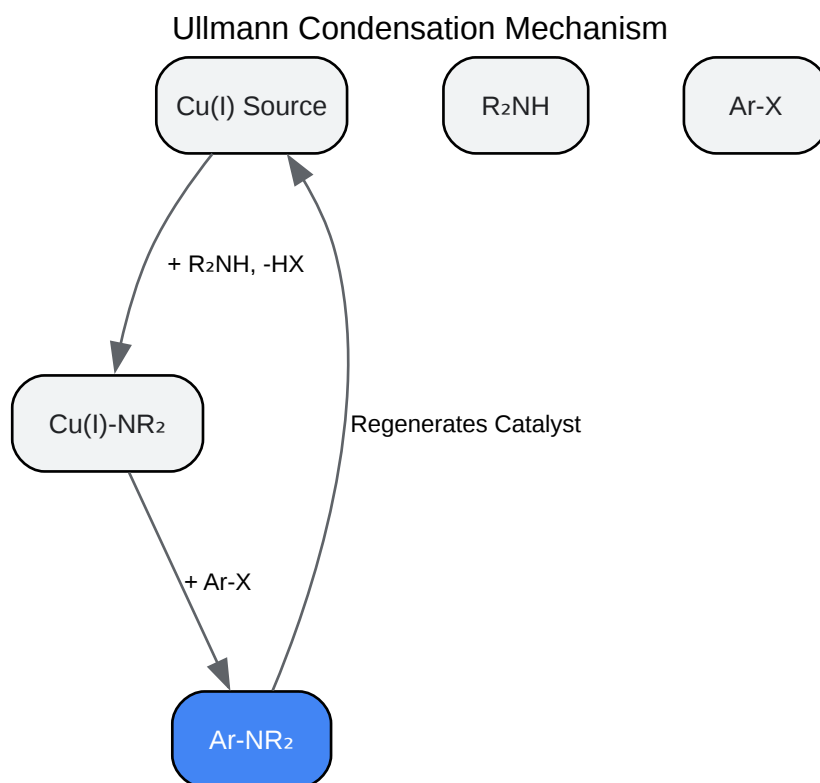 Ullmann Condensation Mechanism
Cu(I) Source
R₂NH
Ar-X
+ R₂NH, -HX
Cu(I)-NR₂
Regenerates Catalyst
+ Ar-X
Ar-NR₂